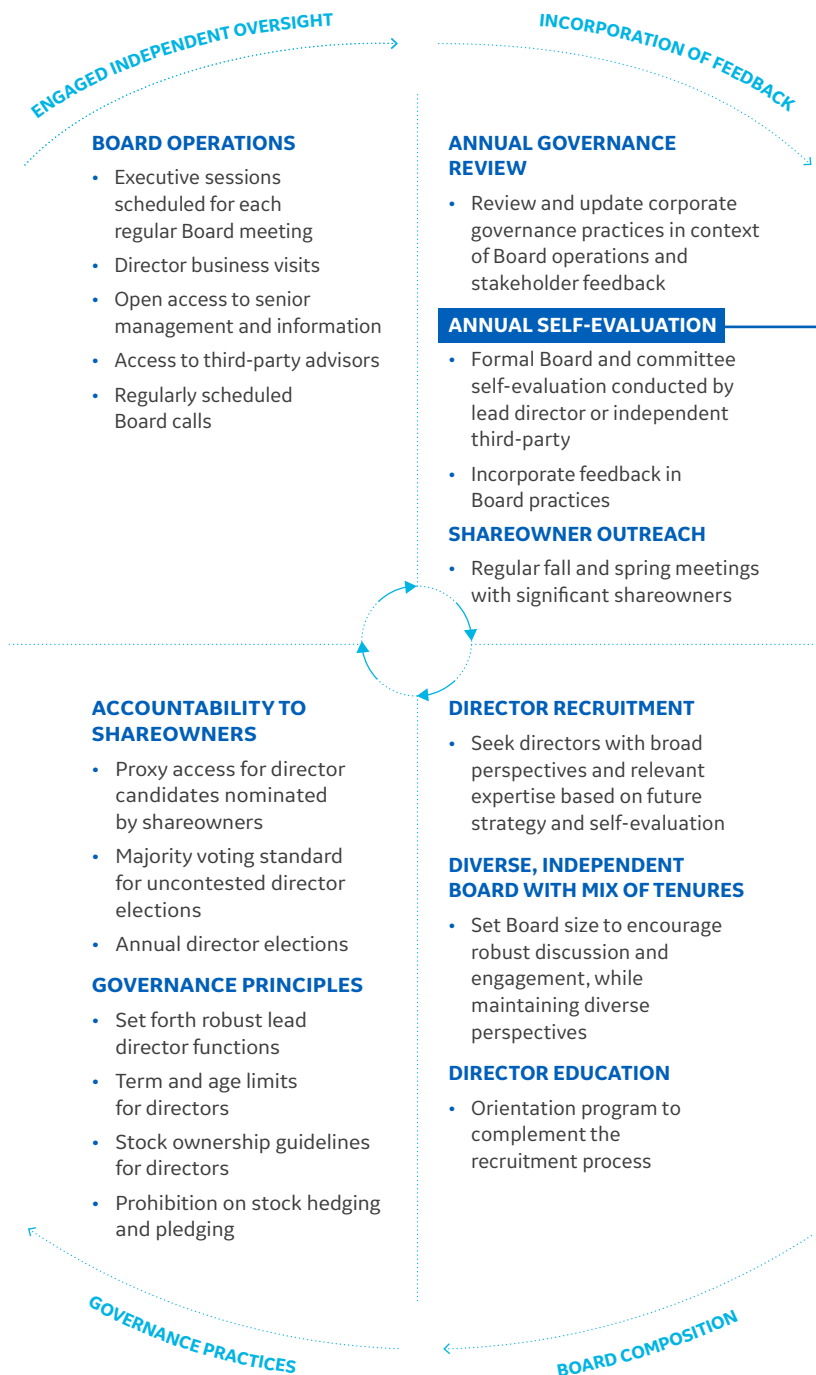 ENGAGED INDEPENDENT OVERSIGHT
BOARD OPERATIONS
• Executive sessions
scheduled for each
regular Board meeting
• Director business visits
• Open access to senior
management and information
• Access to third-party advisors
• Regularly scheduled
Board calls
INCORPORATION OF FEEDBACK
ANNUAL GOVERNANCE
REVIEW
• Review and update corporate
governance practices in context
of Board operations and
stakeholder feedback
ANNUAL SELF-EVALUATION
• Formal Board and committee
self-evaluation conducted by
lead director or independent
third-party
• Incorporate feedback in
Board practices
SHAREOWNER OUTREACH
• Regular fall and spring meetings
with significant shareowners
ACCOUNTABILITY TO
SHAREOWNERS
• Proxy access for director
candidates nominated
by shareowners
• Majority voting standard
for uncontested director
elections
• Annual director elections
GOVERNANCE PRINCIPLES
• Set forth robust lead
director functions
• Term and age limits
for directors
• Stock ownership guidelines
for directors
• Prohibition on stock hedging
and pledging
GOVERNANCE PRACTICES
DIRECTOR RECRUITMENT
• Seek directors with broad
perspectives and relevant
expertise based on future
strategy and self-evaluation
DIVERSE, INDEPENDENT
BOARD WITH MIX OF TENURES
• Set Board size to encourage
robust discussion and
engagement, while
maintaining diverse
perspectives
DIRECTOR EDUCATION
• Orientation program to
complement the
recruitment process
BOARD COMPOSITION